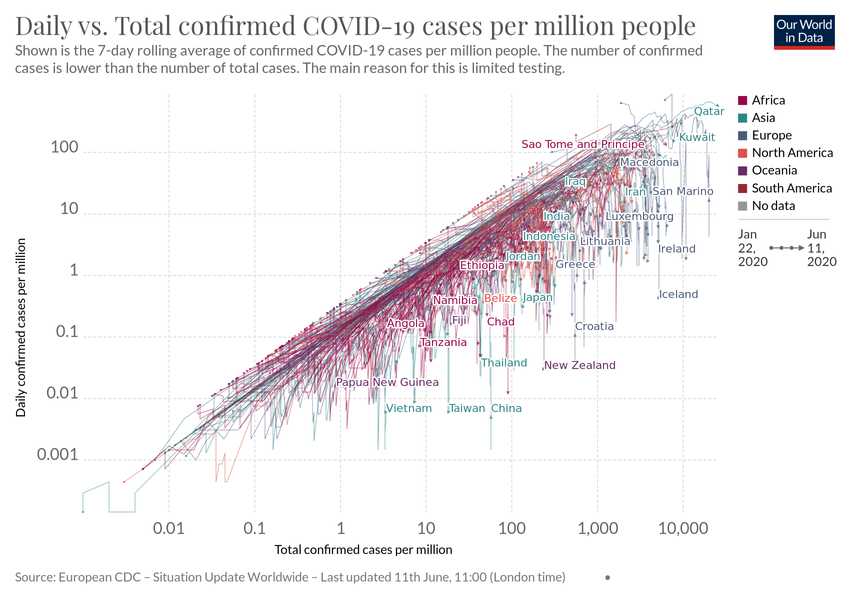 Daily vs. Total confirmed COVID-19 cases per million people
Shown is the 7-day rolling average of confirmed COVID-19 cases per million people. The number of confirmed
cases is lower than the number of total cases. The main reason for this is limited testing.
Our World
in Data
Africa
Asia
Europe
North America
Oceania
South America
No data
Jan
22,
2020
Jun
11,
2020
Daily confirmed cases per million
100
10
1
0.1
0.01
0.001
Qatar
Kuwait
Sao Tome and Principe
Macedonia
Iraq
Iran
San Marino
India
Luxembourg
Indonesia
Lithuania
Ireland
Jordan
Ethiopia
Greece
Namibia
Belize
Japan
Iceland
Angola
Fiji
Chad
Croatia
Tanzania
Thailand
New Zealand
Papua New Guinea
Vietnam
Taiwan
China
0.01
0.1
1
10
100
1,000
10,000
Total confirmed cases per million
Source: European CDC – Situation Update Worldwide – Last updated 11th June, 11:00 (London time)